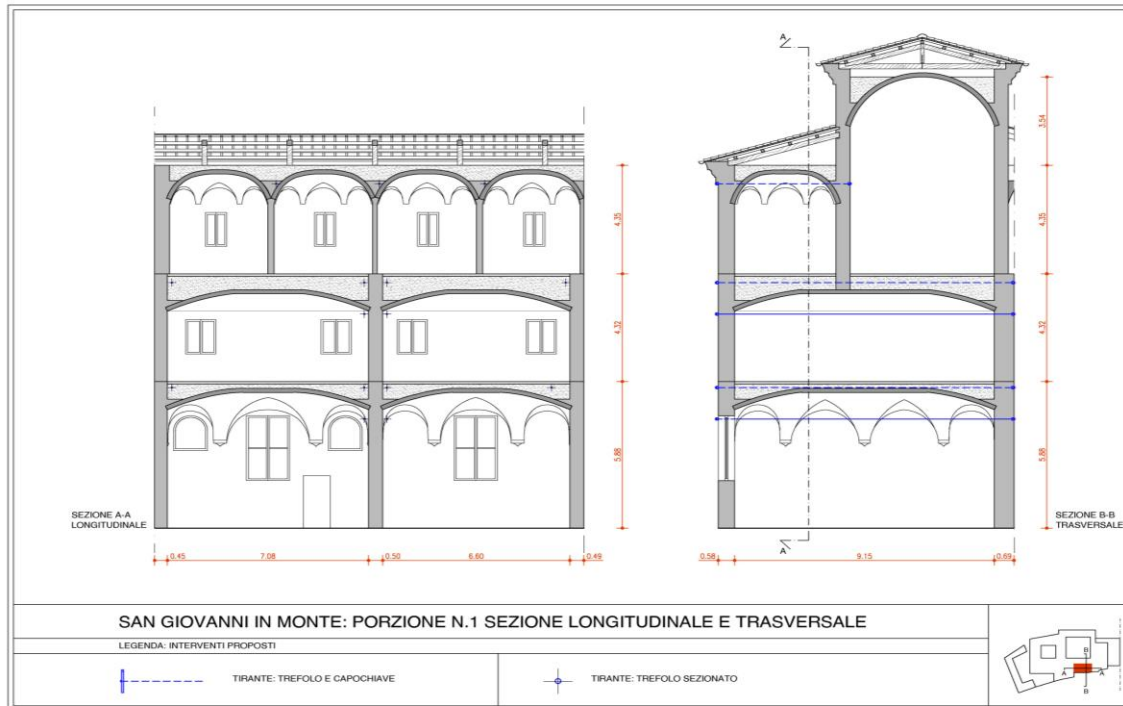 A
3.54
4.35
4.35
4.32
4.32
5.88
5.88
SEZIONE A-A
LONGITUDINALE
SEZIONE B-B
TRASVERSALE
A
0.45
7.08
0.50
6.60
0.49
0.58
9.15
0.69
SAN GIOVANNI IN MONTE: PORZIONE N.1 SEZIONE LONGITUDINALE E TRASVERSALE
LEGENDA: INTERVENTI PROPOSTI
TIRANTE: TREFOLO E CAPOCHIAVE
TIRANTE: TREFOLO SEZIONATO
B
A
A
B